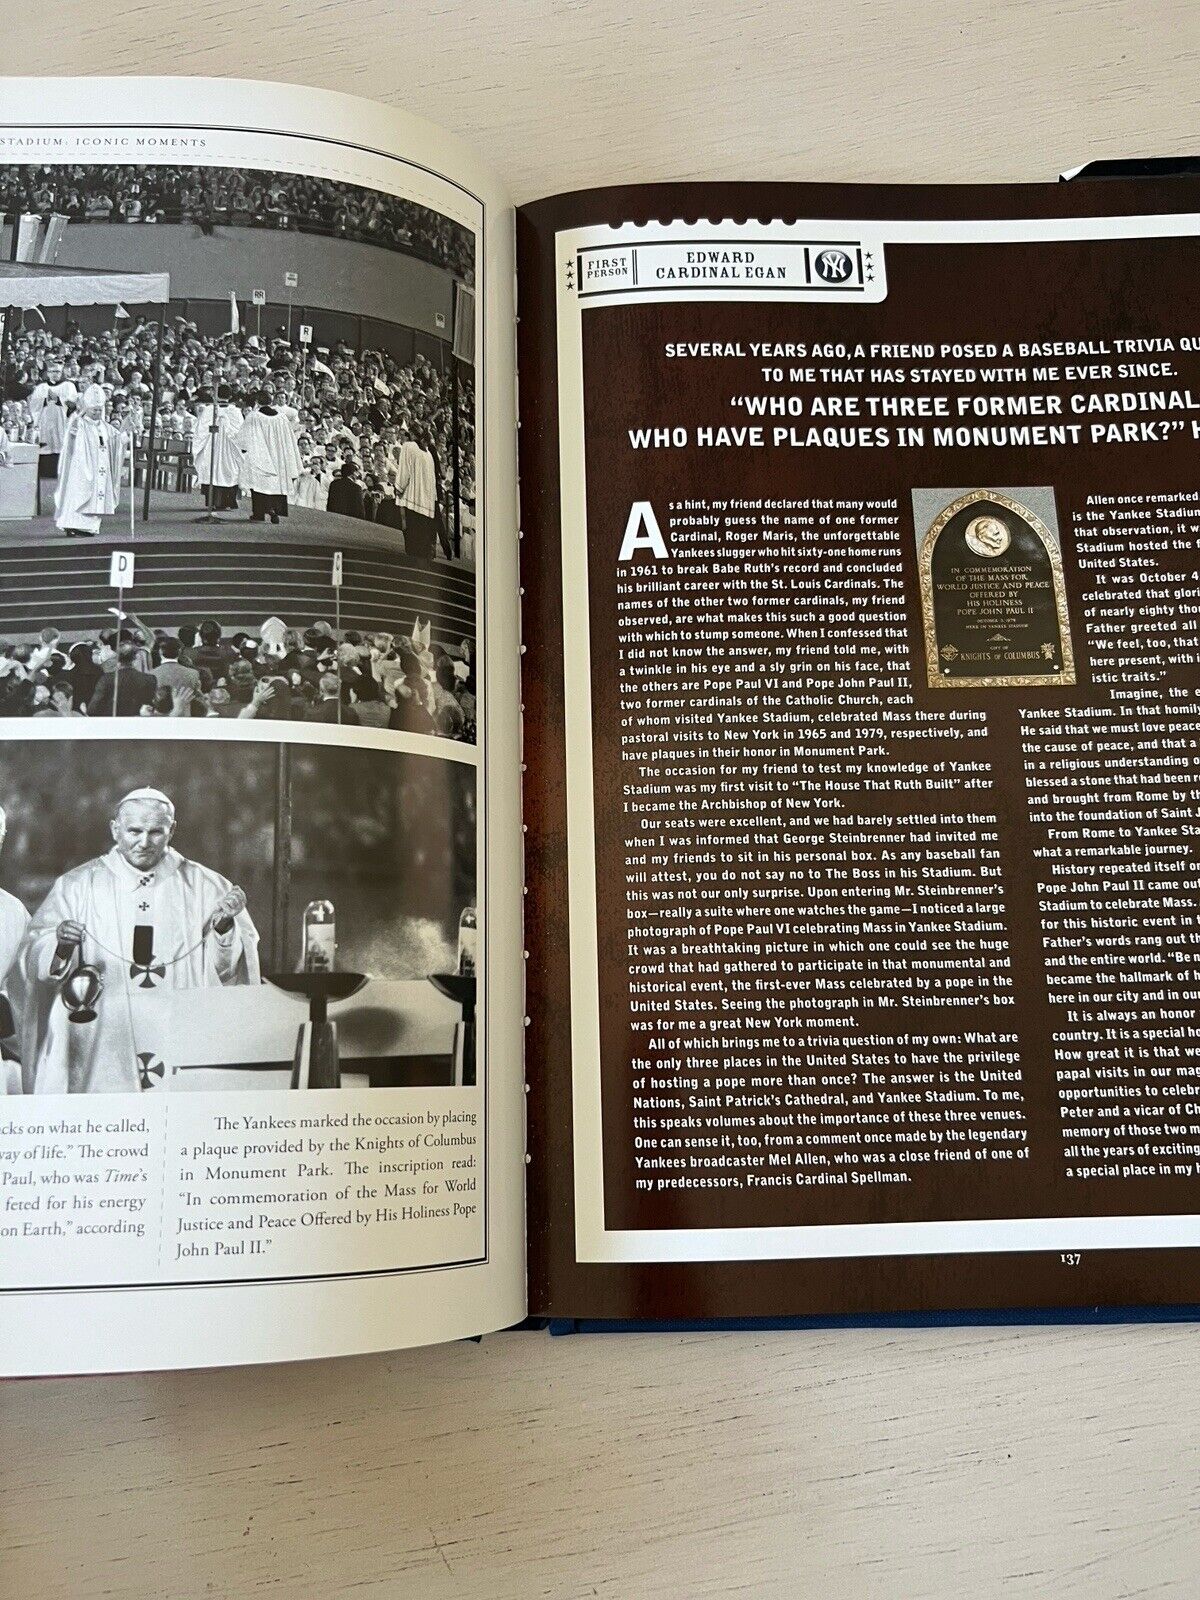 STADIUM: ICONIC MOMENTS
RR
R
D
cks on what he called,
way of life." The crowd
Paul, who was Time's
feted for his energy
on Earth," according
The Yankees marked the occasion by placing
a plaque provided by the Knights of Columbus
in Monument Park. The inscription read:
"In commemoration of the Mass for World
Justice and Peace Offered by His Holiness Pope
John Paul II."
FIRST
PERSON
EDWARD
CARDINAL EGAN
NY
SEVERAL YEARS AGO, A FRIEND POSED A BASEBALL TRIVIA QU
TO ME THAT HAS STAYED WITH ME EVER SINCE.
"WHO ARE THREE FORMER CARDINAL
WHO HAVE PLAQUES IN MONUMENT PARK?" H
As a hint, my friend declared that many would
probably guess the name of one former
Cardinal, Roger Maris, the unforgettable
Yankees slugger who hit sixty-one home runs
in 1961 to break Babe Ruth's record and concluded
his brilliant career with the St. Louis Cardinals. The
names of the other two former cardinals, my friend
observed, are what makes this such a good question
with which to stump someone. When I confessed that
I did not know the answer, my friend told me, with
a twinkle in his eye and a sly grin on his face, that
the others are Pope Paul VI and Pope John Paul II,
two former cardinals of the Catholic Church, each
of whom visited Yankee Stadium, celebrated Mass there during
pastoral visits to New York in 1965 and 1979, respectively, and
have plaques in their honor in Monument Park.
The occasion for my friend to test my knowledge of Yankee
Stadium was my first visit to "The House That Ruth Built" after
I became the Archbishop of New York.
Our seats were excellent, and we had barely settled into them
when I was informed that George Steinbrenner had invited me
and my friends to sit in his personal box. As any baseball fan
will attest, you do not say no to The Boss in his Stadium. But
this was not our only surprise. Upon entering Mr. Steinbrenner's
box—really a suite where one watches the game—I noticed a large
photograph of Pope Paul VI celebrating Mass in Yankee Stadium.
It was a breathtaking picture in which one could see the huge
crowd that had gathered to participate in that monumental and
historical event, the first-ever Mass celebrated by a pope in the
United States. Seeing the photograph in Mr. Steinbrenner's box
was for me a great New York moment.
All of which brings me to a trivia question of my own: What are
the only three places in the United States to have the privilege
of hosting a pope more than once? The answer is the United
Nations, Saint Patrick's Cathedral, and Yankee Stadium. To me,
this speaks volumes about the importance of these three venues.
One can sense it, too, from a comment once made by the legendary
Yankees broadcaster Mel Allen, who was a close friend of one of
my predecessors, Francis Cardinal Spellman.
IN COMMEMORATION
OF THE MASS FOR
WORLD JUSTICE AND PEACE
OFFERED BY
HIS HOLINESS
POPE JOHN PAUL II
OCTOBER 2, 1979
HERE IN YANKEE STADIUM
GIFT OF
KNIGHTS OF COLUMBUS
Allen once remarked
is the Yankee Stadiu
that observation, it w
Stadium hosted the f
United States.
It was October 4
celebrated that glori
of nearly eighty thou
Father greeted all
"We feel, too, that
here present, with i
istic traits."
Imagine, the e
Yankee Stadium. In that homily
He said that we must love peace
the cause of peace, and that a
in a religious understanding o
blessed a stone that had been r
and brought from Rome by th
into the foundation of Saint J
From Rome to Yankee Sta
what a remarkable journey.
History repeated itself on
Pope John Paul II came out
Stadium to celebrate Mass.
for this historic event in t
Father's words rang out th
and the entire world. "Be n
became the hallmark of h
here in our city and in ou
It is always an honor
country. It is a special ho
How great it is that we
papal visits in our mag
opportunities to celebr
Peter and a vicar of Ch
memory of those two m
all the years of exciting
a special place in my h
137